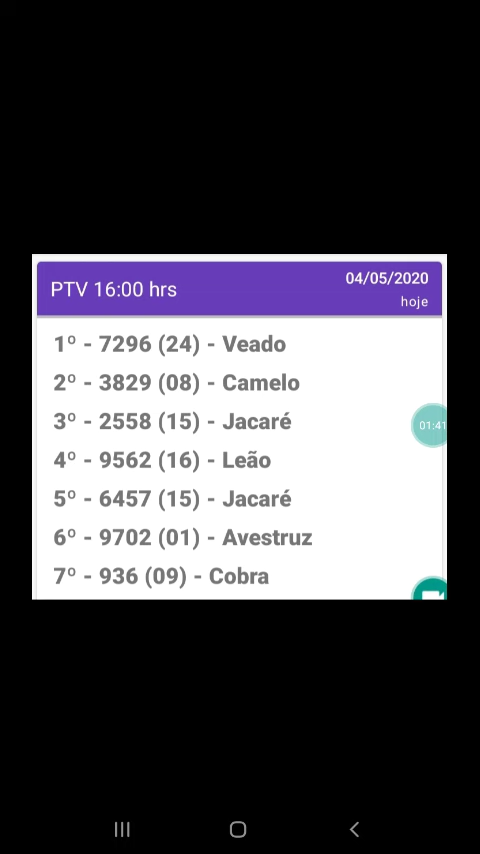 PTV 16:00 hrs
04/05/2020
hoje
1º - 7296 (24) - Veado
2º - 3829 (08) - Camelo
3º - 2558 (15) - Jacaré
01:41
4º - 9562 (16) - Leão
5º - 6457 (15) - Jacaré
6º - 9702 (01) - Avestruz
7º - 936 (09) - Cobra